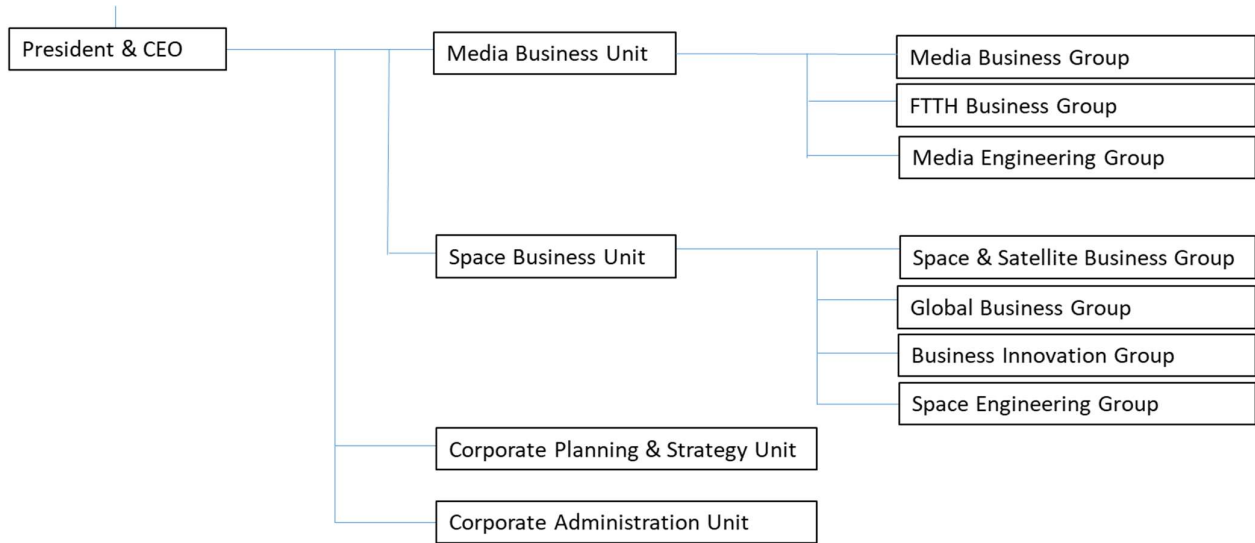 President & CEO
Media Business Unit
Media Business Group
FTTH Business Group
Media Engineering Group
Space Business Unit
Space & Satellite Business Group
Global Business Group
Business Innovation Group
Space Engineering Group
Corporate Planning & Strategy Unit
Corporate Administration Unit